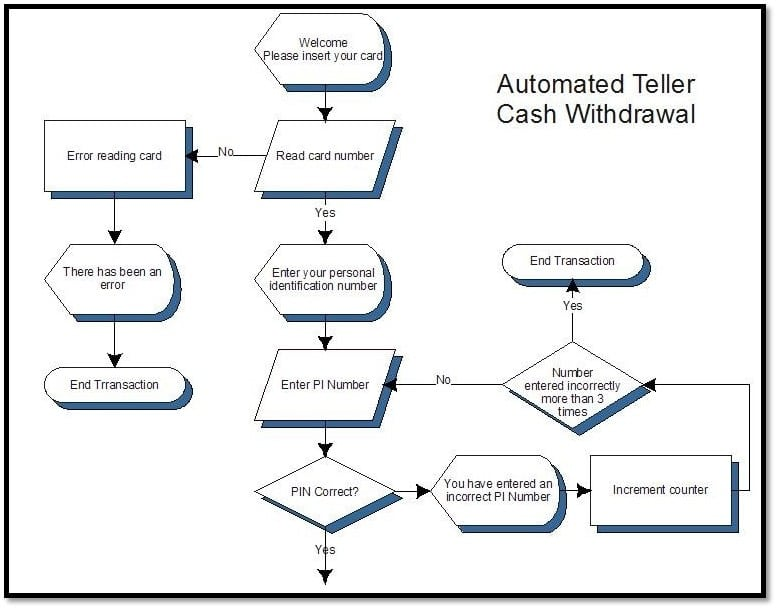 Welcome
Please insert your card
Automated Teller
Cash Withdrawal
Error reading card
No
Read card number
Yes
There has been an
error
Enter your personal
identification number
End Transaction
Yes
End Trransaction
Enter PI Number
No
Number
entered incorrectly
more than 3
times
PIN Correct?
You have entered an
incorrect PI Number
Increment counter
Yes